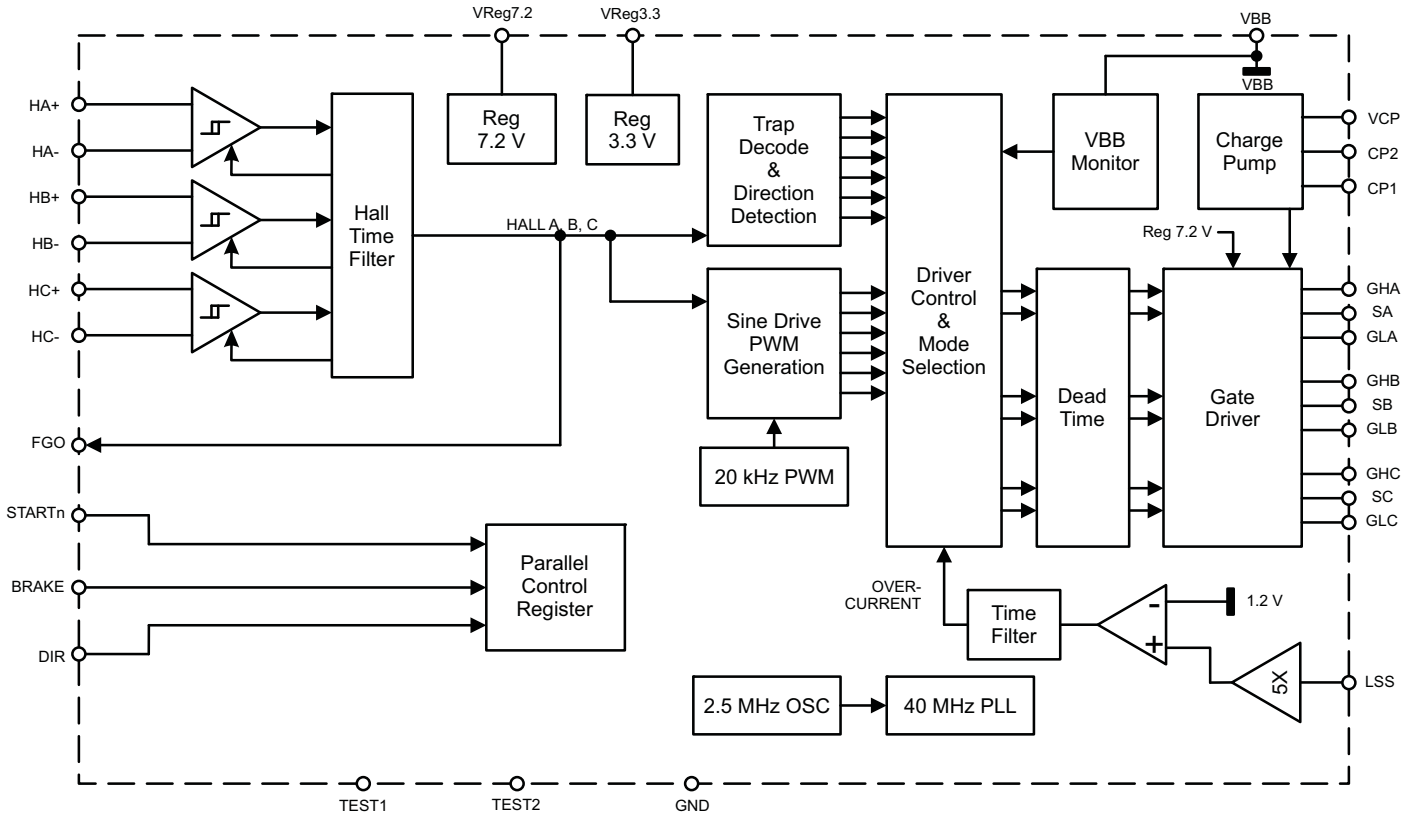 VReg7.2
VReg3.3
VBB
VBB
HA+
HA-
HB+
HB-
HC+
HC-
Hall
Time
Filter
Reg
7.2 V
Reg
3.3 V
HALL A, B, C
Trap
Decode
&
Direction
Detection
Sine Drive
PWM
Generation
20 kHz PWM
Driver
Control
&
Mode
Selection
VBB
Monitor
Charge
Pump
VCP
CP2
CP1
Reg 7.2 V
Dead
Time
Gate
Driver
GHA
SA
GLA
GHB
SB
GLB
GHC
SC
GLC
FGO
STARTn
BRAKE
DIR
Parallel
Control
Register
OVER-
CURRENT
Time
Filter
-
+
1.2 V
5X
LSS
2.5 MHz OSC
40 MHz PLL
TEST1
TEST2
GND